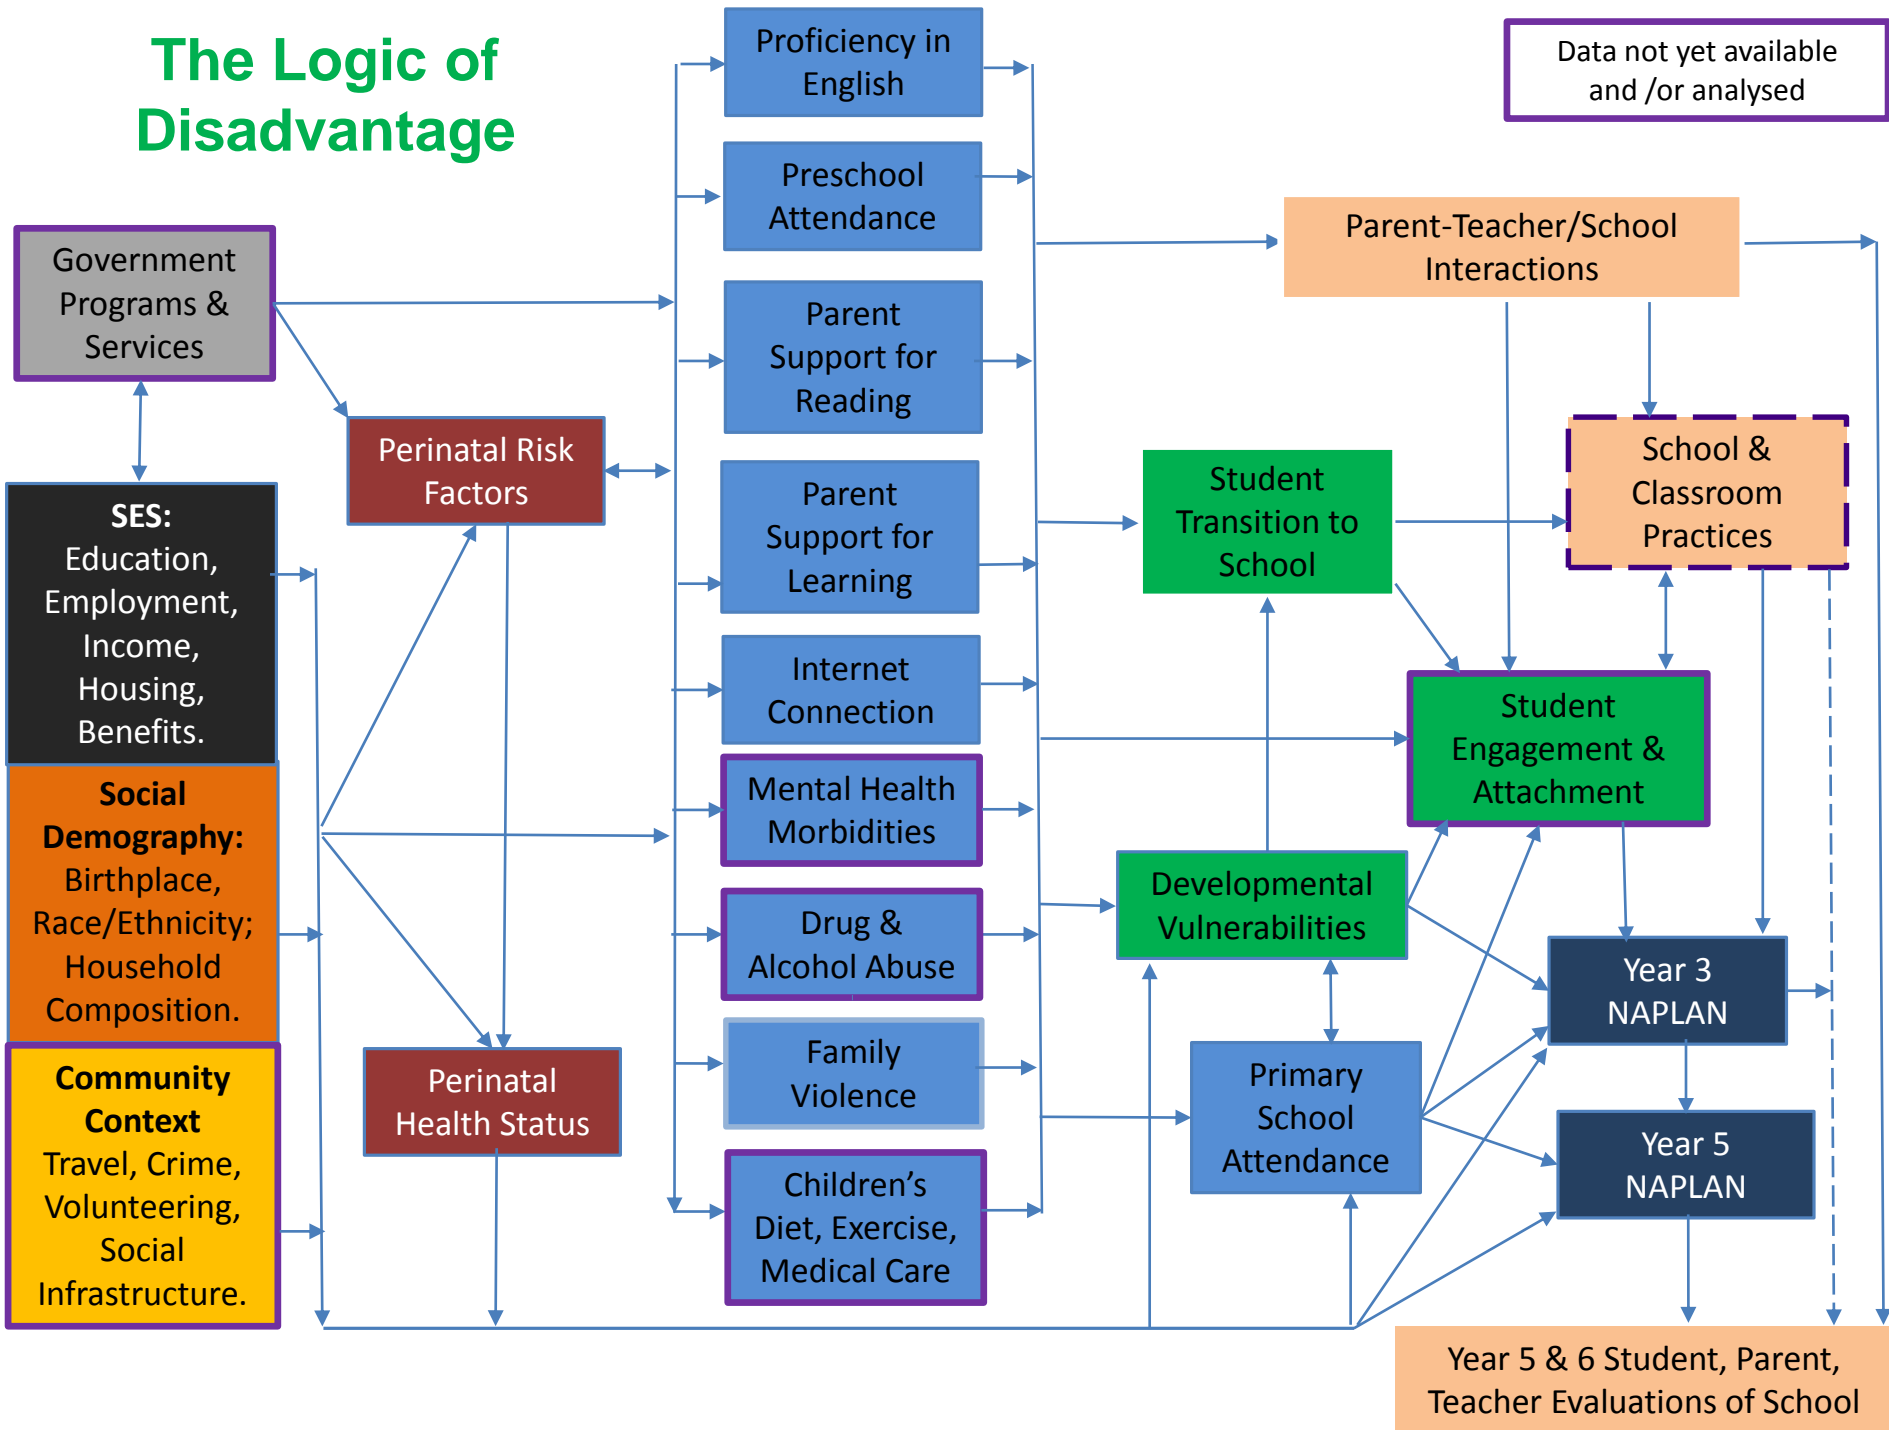 The Logic of
Disadvantage
Data not yet available
and /or analysed
Government
Programs &
Services
SES:
Education,
Employment,
Income,
Housing,
Benefits.
Social
Demography:
Birthplace,
Race/Ethnicity;
Household
Composition.
Community
Context
Travel, Crime,
Volunteering,
Social
Infrastructure.
Perinatal Risk
Factors
Perinatal
Health Status
Proficiency in
English
Preschool
Attendance
Parent
Support for
Reading
Parent
Support for
Learning
Internet
Connection
Mental Health
Morbidities
Drug &
Alcohol Abuse
Family
Violence
Children’s
Diet, Exercise,
Medical Care
Parent-Teacher/School
Interactions
Student
Transition to
School
School &
Classroom
Practices
Student
Engagement &
Attachment
Developmental
Vulnerabilities
Primary
School
Attendance
Year 3
NAPLAN
Year 5
NAPLAN
Year 5 & 6 Student, Parent,
Teacher Evaluations of School